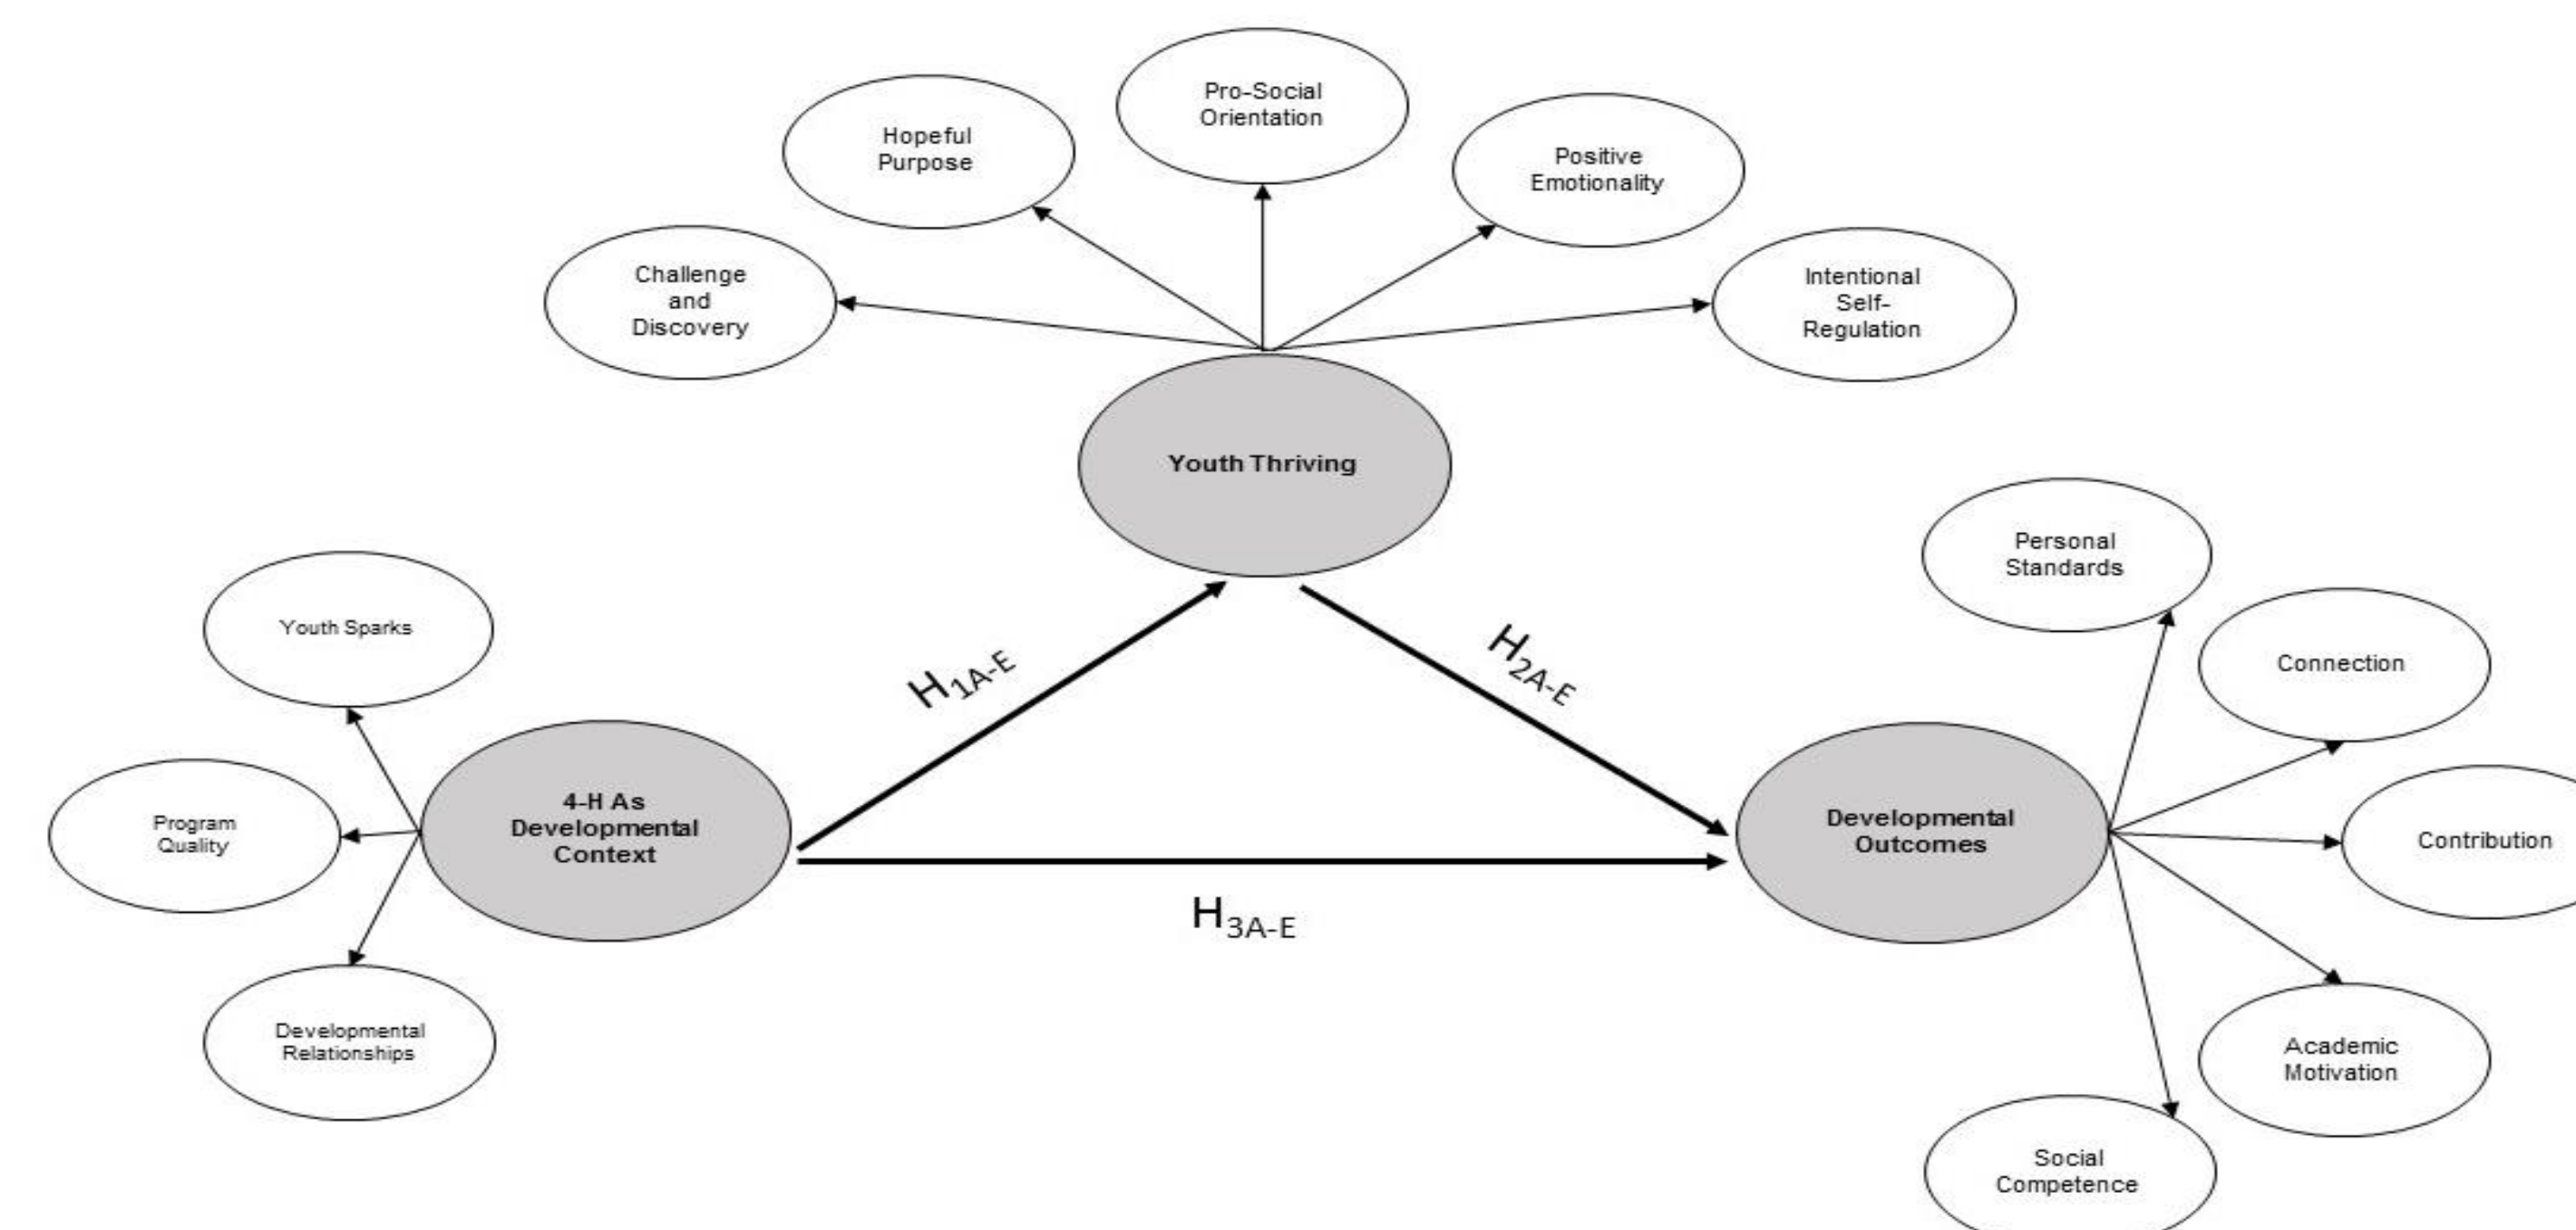 Pro-Social
Orientation
Hopeful
Purpose
Positive
Emotionality
Challenge
and
Discovery
Intentional
Self-
Regulation
Youth Thriving
Personal
Standards
Youth Sparks
Connection
H1A-E
H2A-E
4-H As
Developmental
Context
Program
Quality
Developmental
Outcomes
Contribution
H3A-E
Developmental
Relationships
Academic
Motivation
Social
Competence